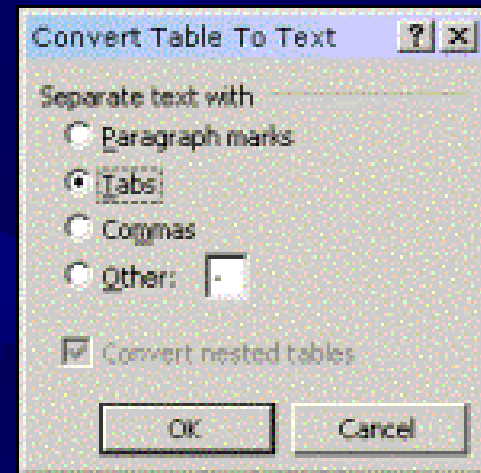 Convert Table To Text ? x
Separate text with
Paragraph marks
Tabs
Commas
Other: -
Convert nested tables
OK Cancel